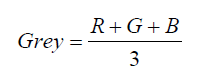 Grey = (R + G + B) / 3